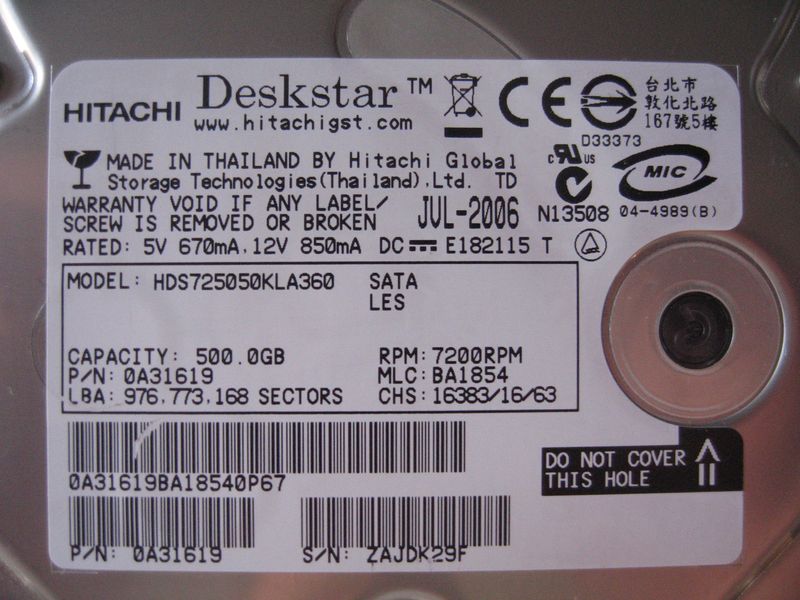 HITACHI Deskstar™
www.hitachigst.com
台北市
敦化北路
167號5樓
D33373
MADE IN THAILAND BY Hitachi Global
Storage Technologies(Thailand),Ltd. TD
c RU US
MIC
WARRANTY VOID IF ANY LABEL/
SCREW IS REMOVED OR BROKEN
JUL-2006
N13508 04-4989(B)
RATED: 5V 670mA, 12V 850mA DC E182115 T
MODEL: HDS725050KLA360 SATA
LES
CAPACITY: 500.0GB RPM: 7200RPM
P/N: 0A31619 MLC: BA1854
LBA: 976,773,168 SECTORS CHS: 16383/16/63
0A31619BA18540P67
DO NOT COVER
THIS HOLE
P/N: 0A31619 S/N: ZAJDK29F